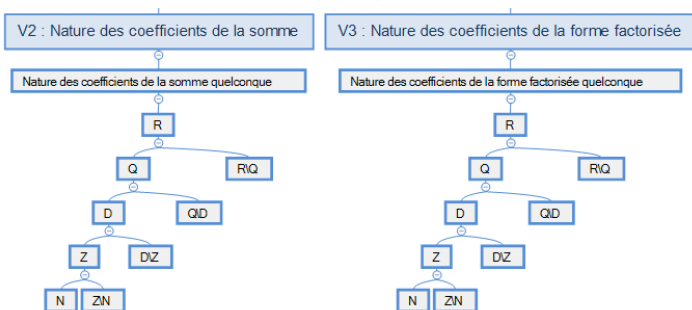 V2 : Nature des coefficients de la somme
Nature des coefficients de la somme quelconque
R
Q
R\Q
D
Q\D
Z
D\Z
N
Z\N
V3 : Nature des coefficients de la forme factorisée
Nature des coefficients de la forme factorisée quelconque
R
Q
R\Q
D
Q\D
Z
D\Z
N
Z\N